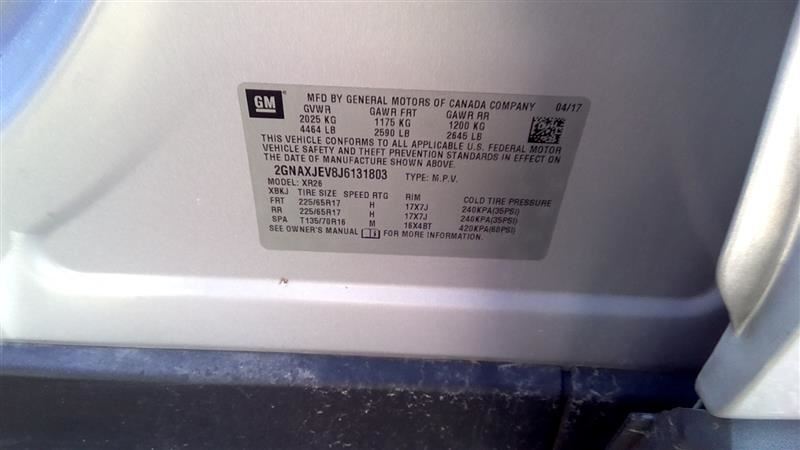 GM® MFD BY GENERAL MOTORS OF CANADA COMPANY 04/17
GVWR GAWR FRT GAWR RR
2025 KG 1175 KG 1200 KG
4464 LB 2590 LB 2645 LB
THIS VEHICLE CONFORMS TO ALL APPLICABLE U.S. FEDERAL MOTOR
VEHICLE SAFETY AND THEFT PREVENTION STANDARDS IN EFFECT ON
THE DATE OF MANUFACTURE SHOWN ABOVE.
2GNAXJEV8J6131803 TYPE: M.P.V.
MODEL: XR26
XBKJ TIRE SIZE SPEED RTG RIM COLD TIRE PRESSURE
FRT 225/65R17 H 17X7J 240KPA(35PSI)
RR 225/65R17 H 17X7J 240KPA(35PSI)
SPA T135/70R16 M 16X4BT 420KPA(60PSI)
SEE OWNER'S MANUAL FOR MORE INFORMATION.